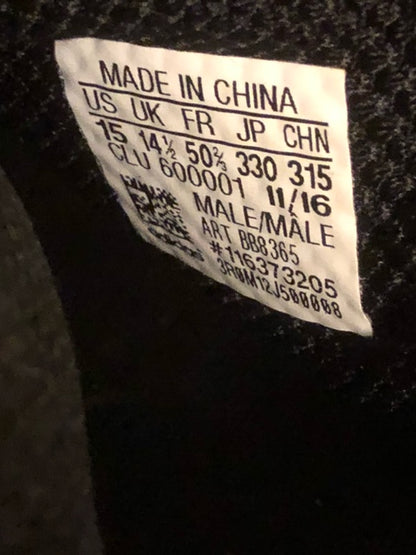 MADE IN CHINA
US UK FR JP CHN
15 14½ 50⅔ 330 315
CLU 600001 11/16
MALE/MÂLE
ART BB8365
#116373205
3R0M12J500008